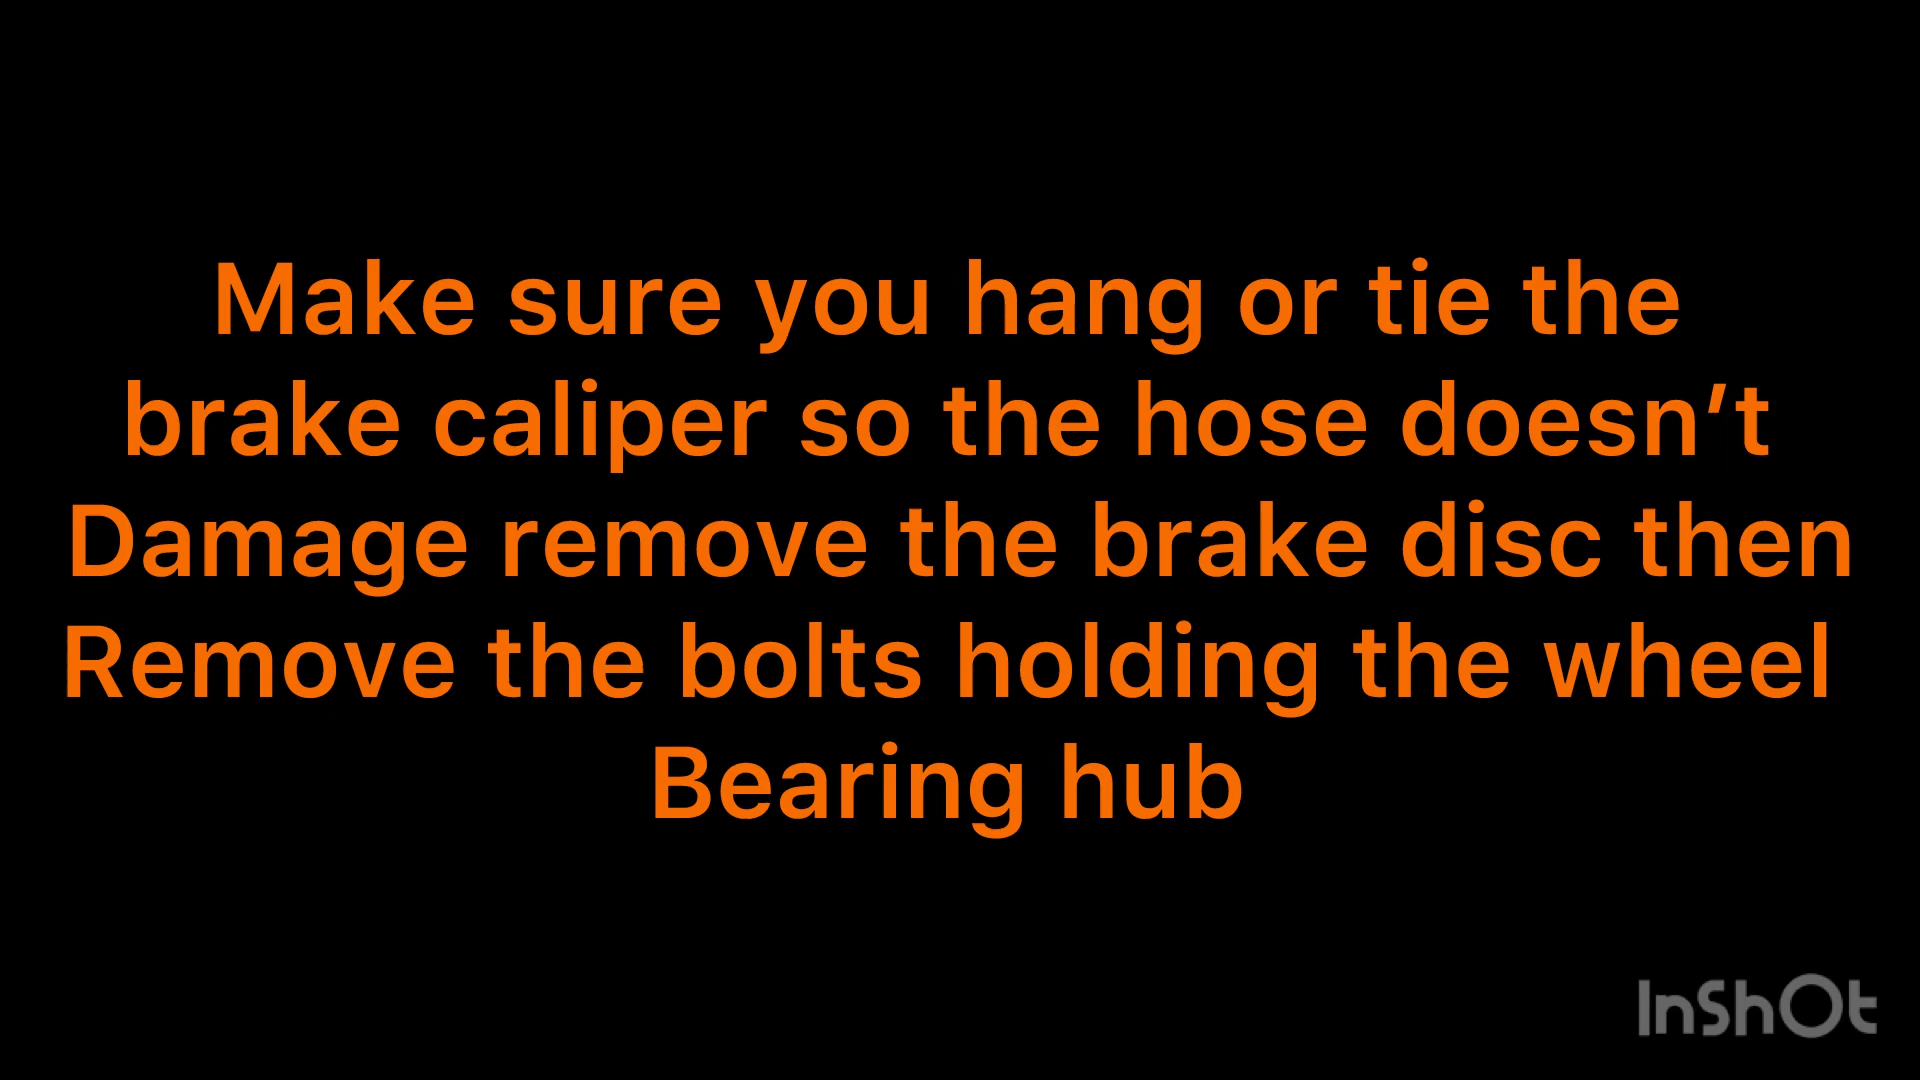 Make sure you hang or tie the
brake caliper so the hose doesn’t
Damage remove the brake disc then
Remove the bolts holding the wheel
Bearing hub
InShOt